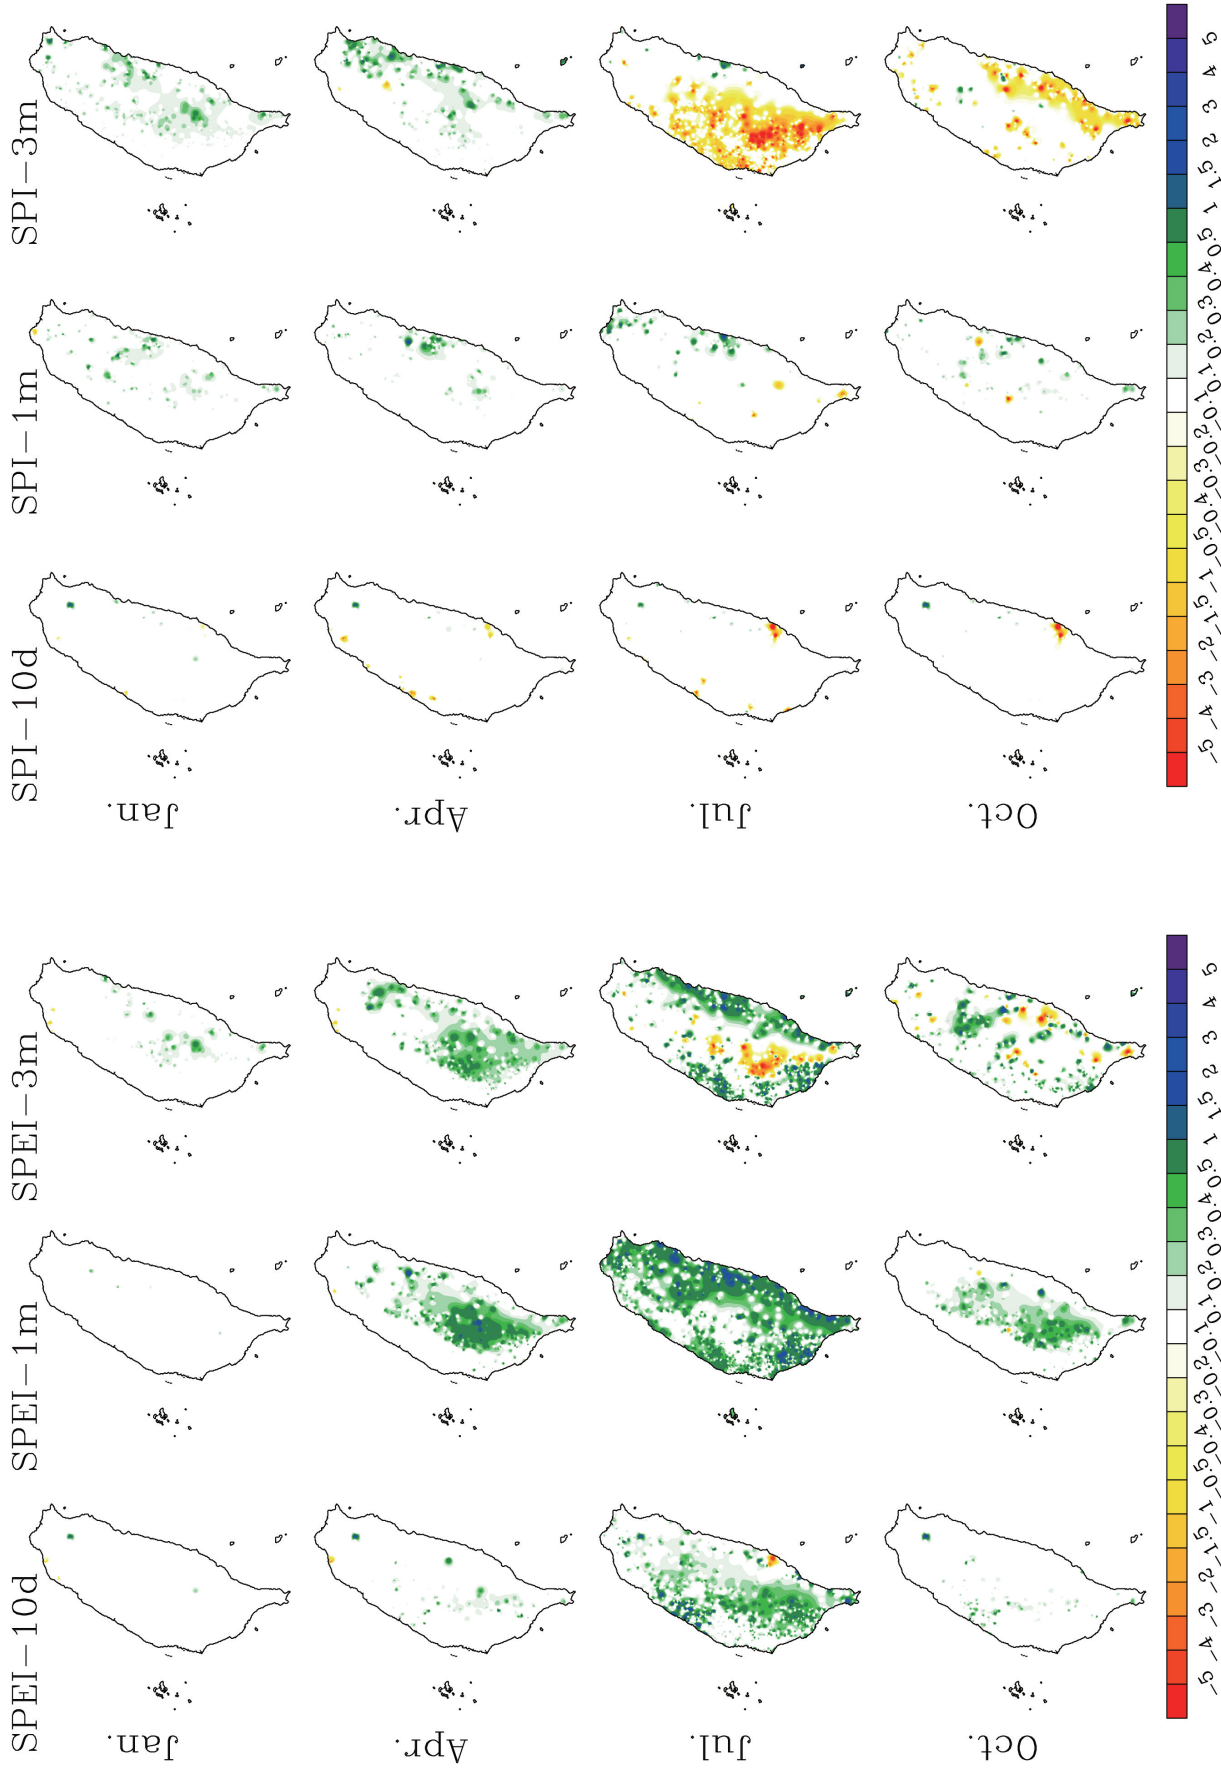 SPEI−10d SPEI−1m SPEI−3m SPI−10d SPI−1m SPI−3m
Jan. Jan.
Apr. Apr.
Jul. Jul.
Oct. Oct.
−5 −4 −3 −2 −1.5 −1 −0.5 −0.4 −0.3 −0.2 −0.1 0.1 0.2 0.3 0.4 0.5 1 1.5 2 3 4 5
−5 −4 −3 −2 −1.5 −1 −0.5 −0.4 −0.3 −0.2 −0.1 0.1 0.2 0.3 0.4 0.5 1 1.5 2 3 4 5